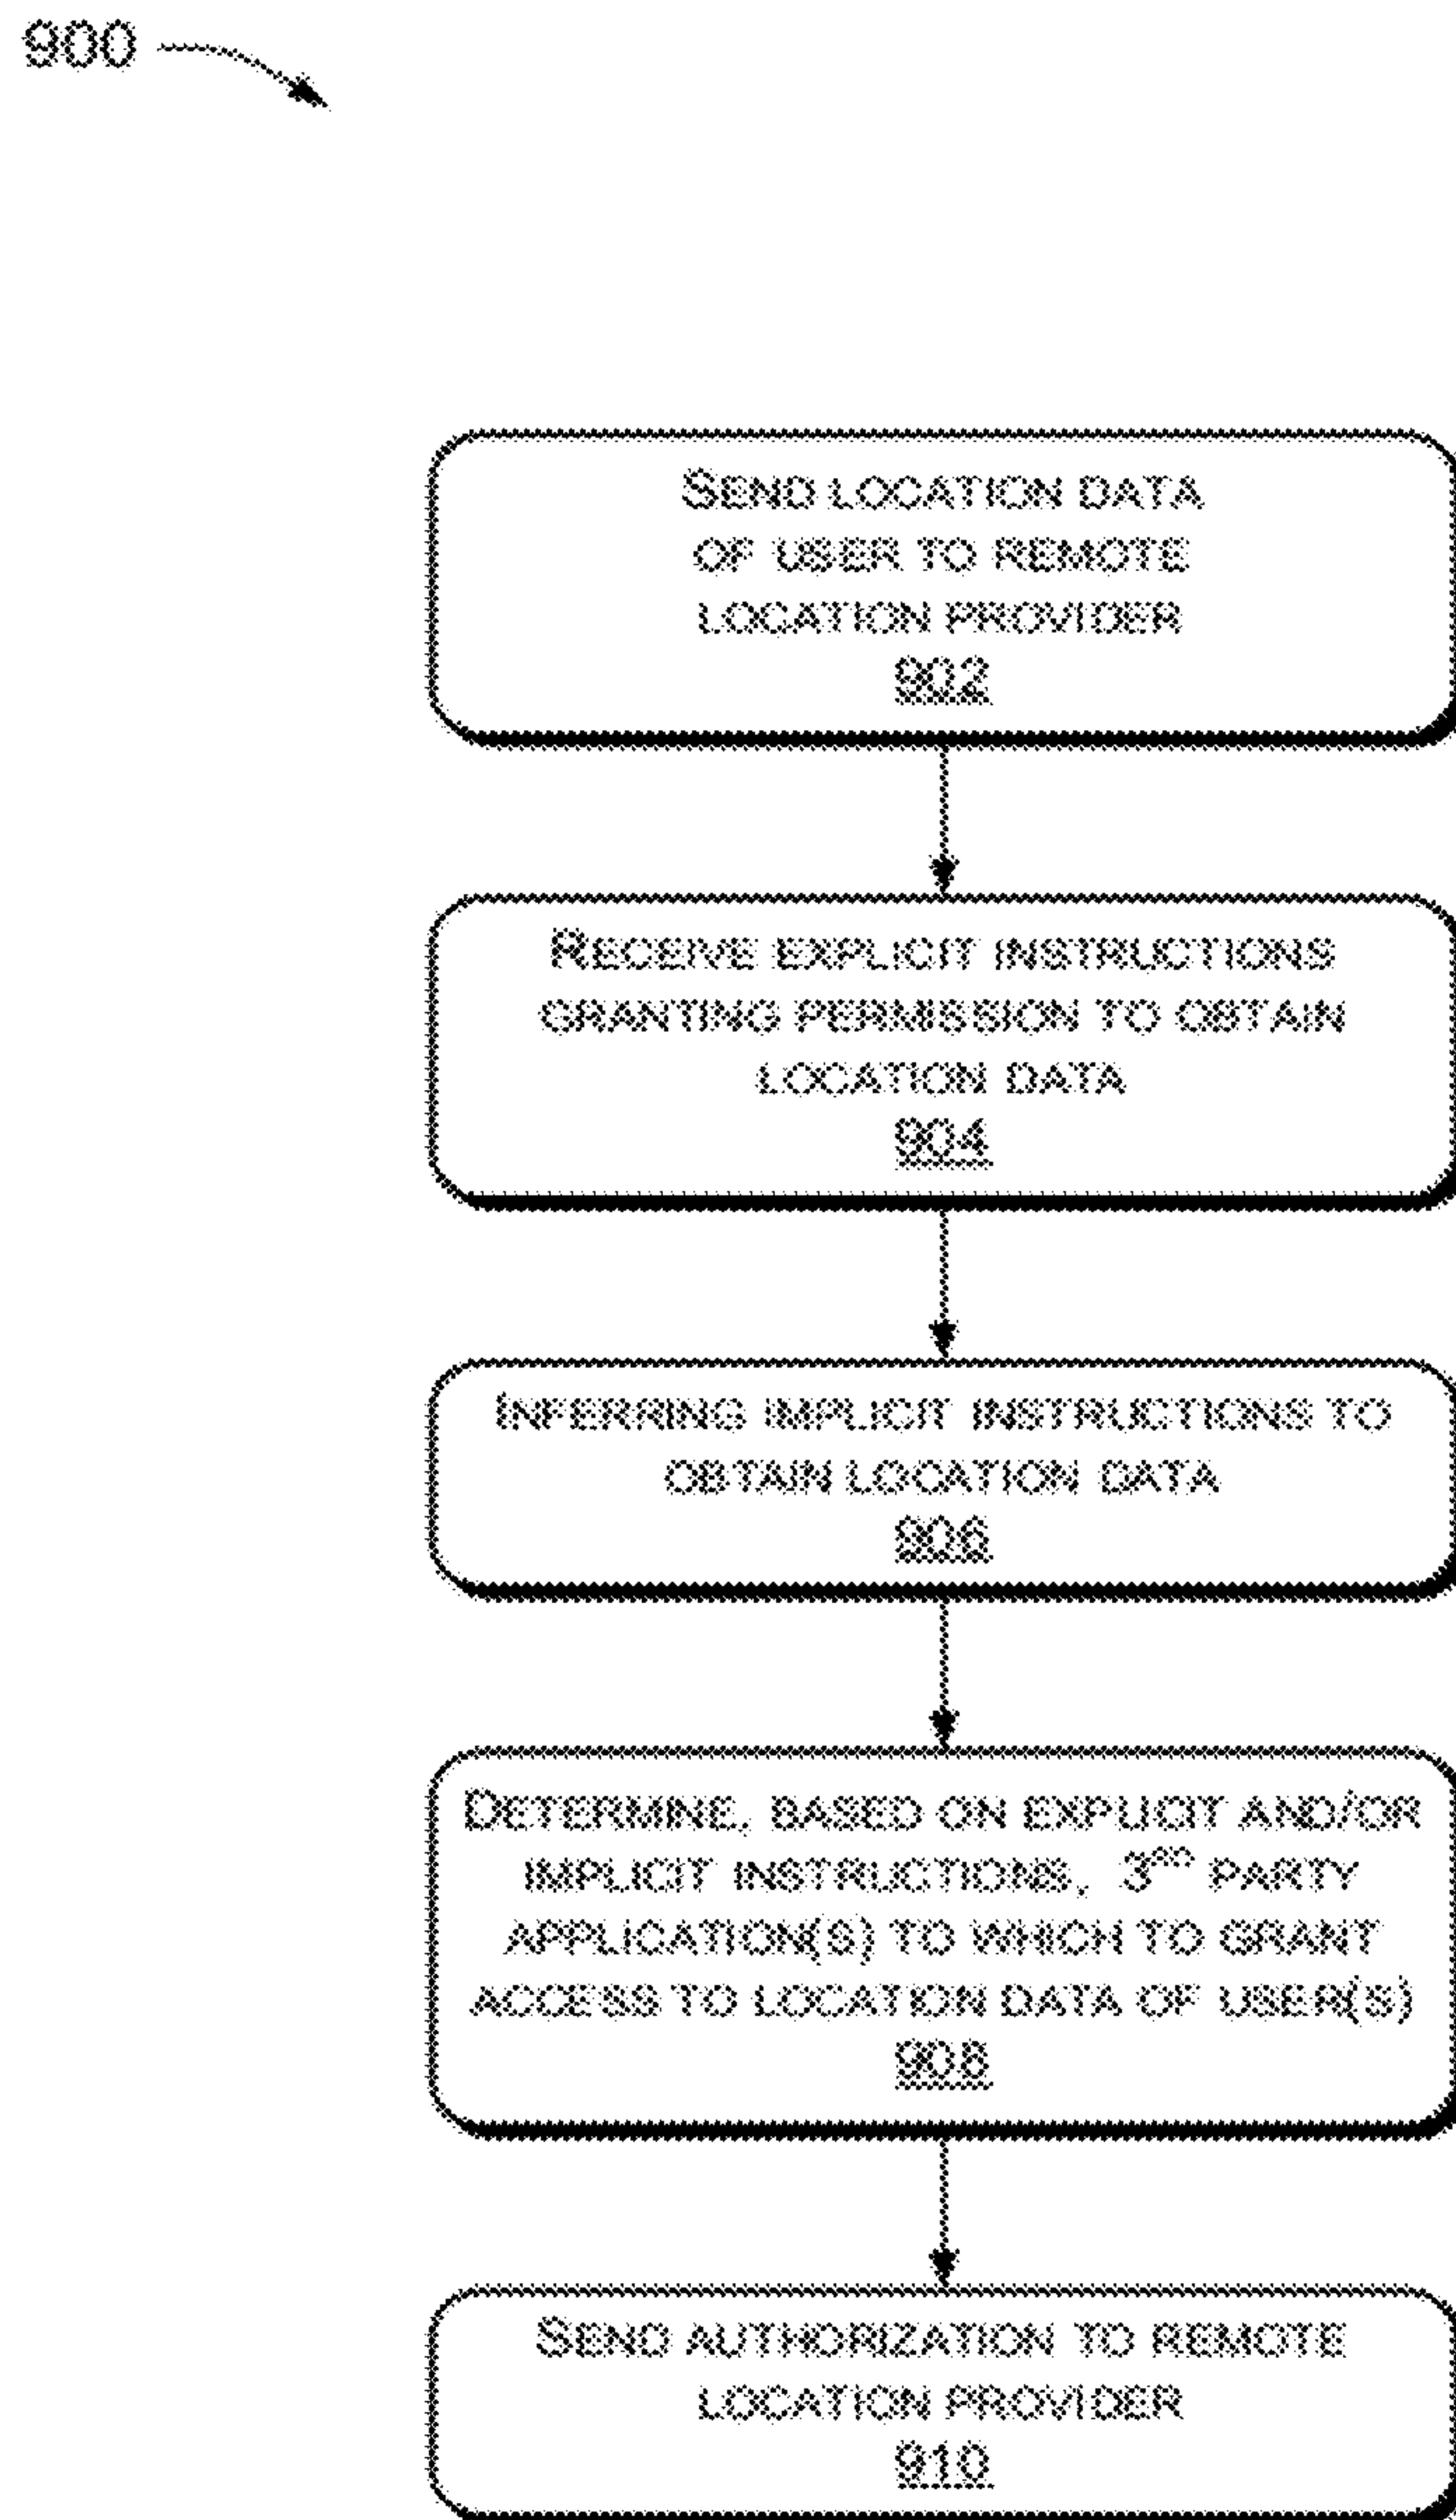 900
SEND LOCATION DATA
OF USER TO REMOTE
LOCATION PROVIDER
902
RECEIVE EXPLICIT INSTRUCTIONS
GRANTING PERMISSION TO OBTAIN
LOCATION DATA
904
INFERRING IMPLICIT INSTRUCTIONS TO
OBTAIN LOCATION DATA
906
DETERMINE, BASED ON EXPLICIT AND/OR
IMPLICIT INSTRUCTIONS, 3RD PARTY
APPLICATION(S) TO WHICH TO GRANT
ACCESS TO LOCATION DATA OF USER(S)
908
SEND AUTHORIZATION TO REMOTE
LOCATION PROVIDER
910